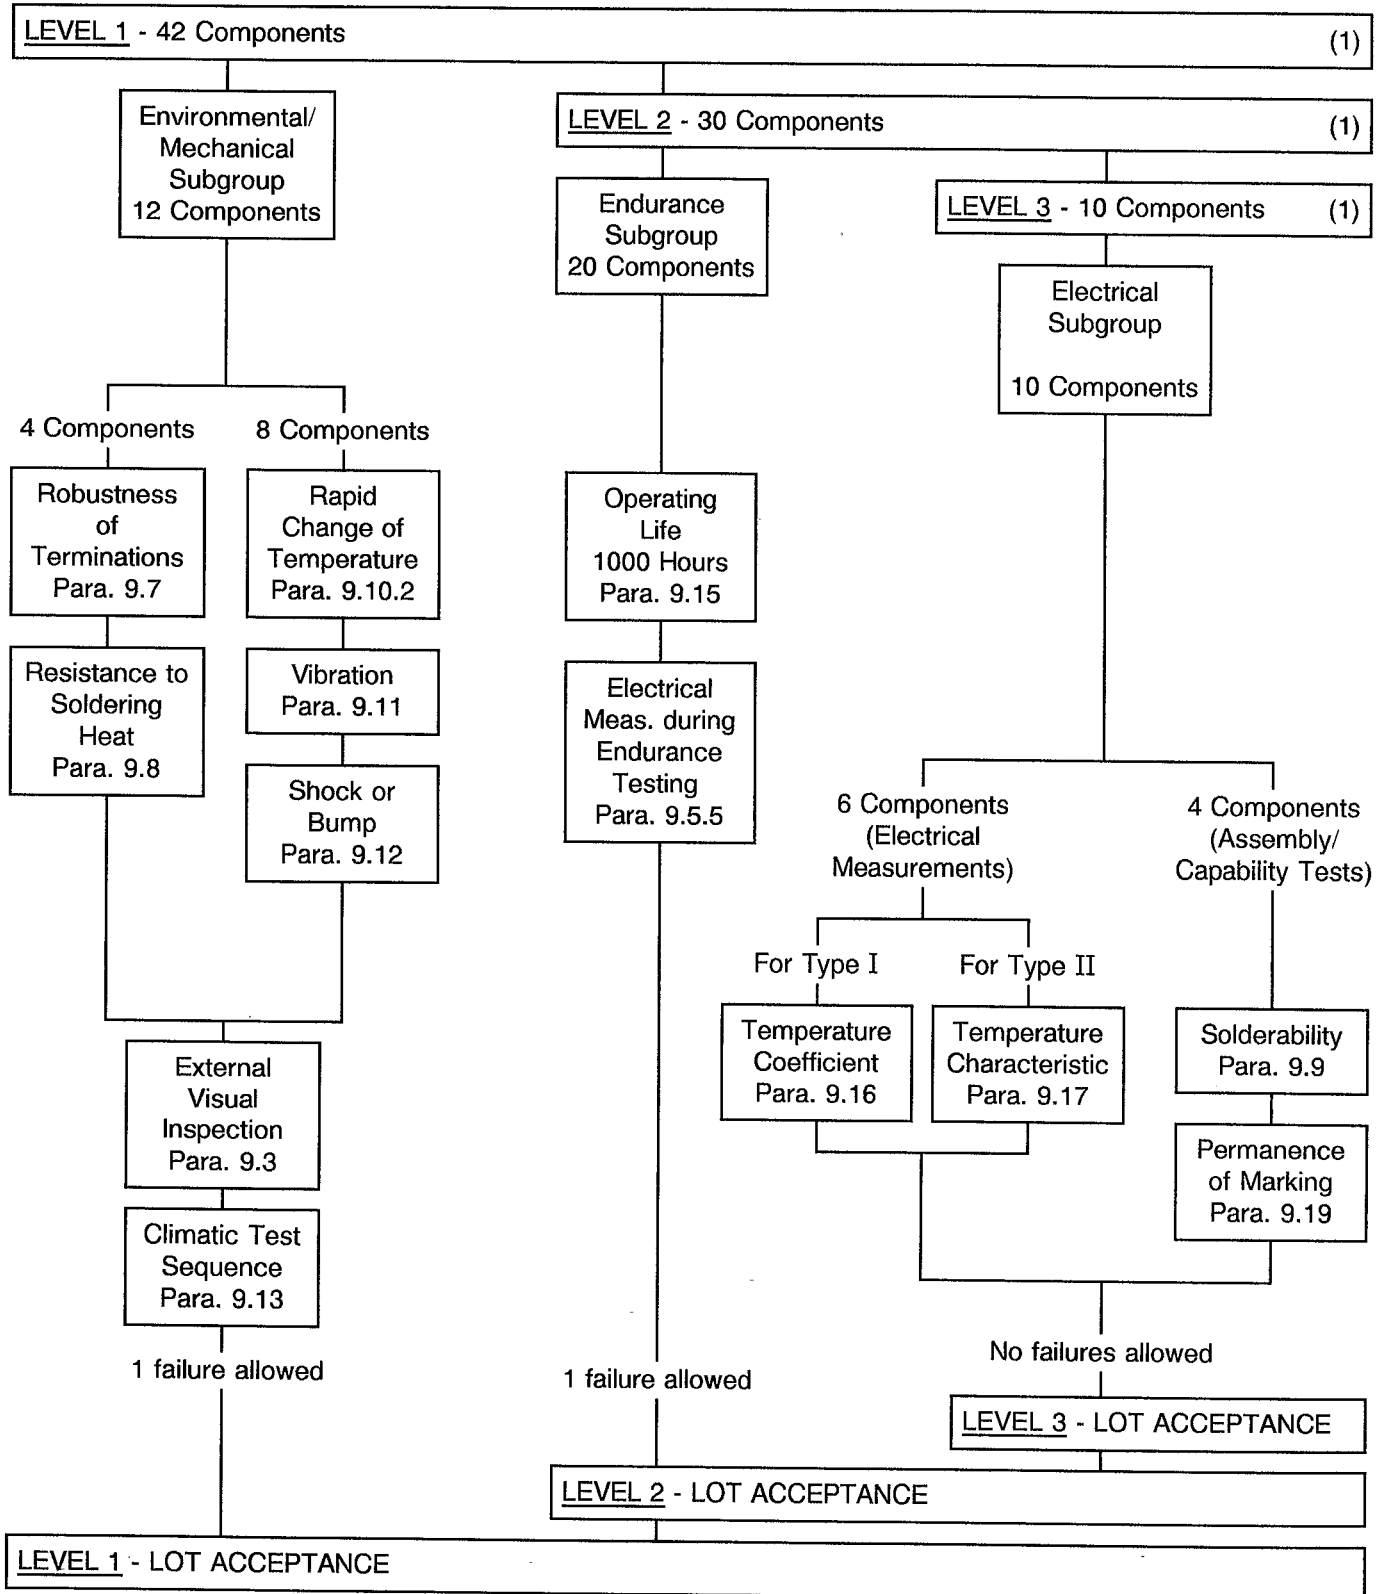 LEVEL 1 - 42 Components (1)
Environmental/
Mechanical
Subgroup
12 Components
LEVEL 2 - 30 Components (1)
Endurance
Subgroup
20 Components
LEVEL 3 - 10 Components (1)
Electrical
Subgroup
10 Components
4 Components
8 Components
Robustness
of
Terminations
Para. 9.7
Rapid
Change of
Temperature
Para. 9.10.2
Operating
Life
1000 Hours
Para. 9.15
Resistance to
Soldering
Heat
Para. 9.8
Vibration
Para. 9.11
Shock or
Bump
Para. 9.12
Electrical
Meas. during
Endurance
Testing
Para. 9.5.5
6 Components
(Electrical
Measurements)
4 Components
(Assembly/
Capability Tests)
For Type I
For Type II
Temperature
Coefficient
Para. 9.16
Temperature
Characteristic
Para. 9.17
Solderability
Para. 9.9
Permanence
of Marking
Para. 9.19
External
Visual
Inspection
Para. 9.3
Climatic Test
Sequence
Para. 9.13
1 failure allowed
1 failure allowed
No failures allowed
LEVEL 3 - LOT ACCEPTANCE
LEVEL 2 - LOT ACCEPTANCE
LEVEL 1 - LOT ACCEPTANCE